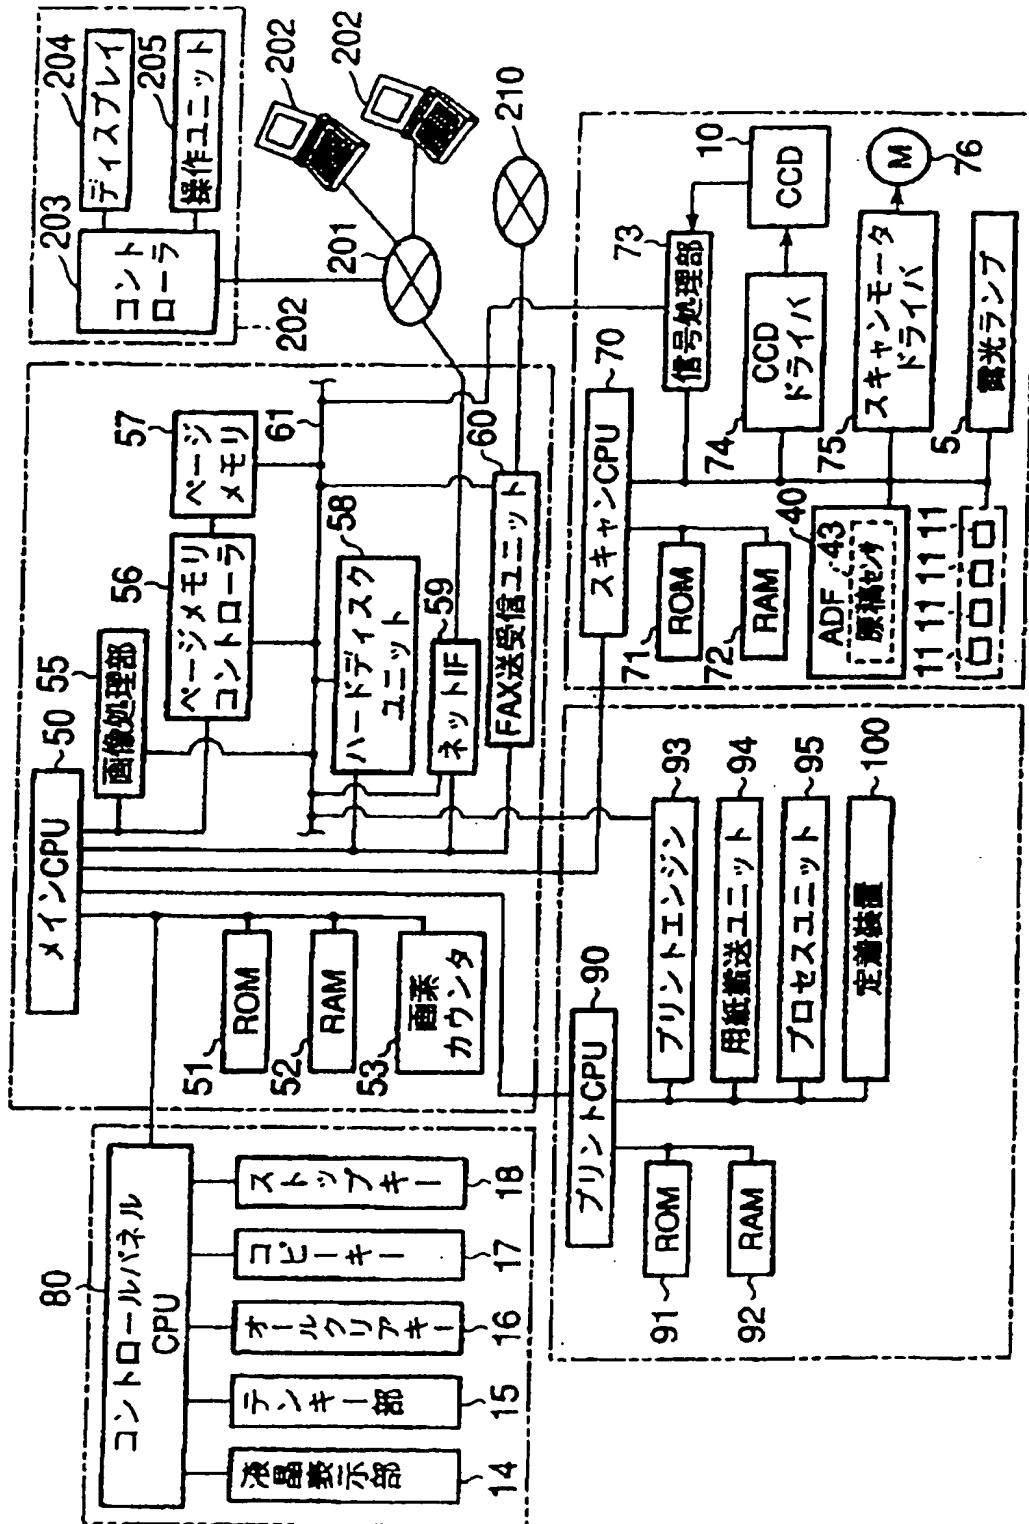 80
コントロールパネル
CPU
液晶表示部
14
テンキー部
15
オールクリアキー
16
コピーキー
17
ストップキー
18
50
メインCPU
51
ROM
52
RAM
53
画素
カウンタ
55
画像処理部
56
ページメモリ
コントローラ
57
ページ
メモリ
61
58
ハードディスク
ユニット
59
ネットIF
60
FAX送受信ユニット
203
コント
ローラ
204
ディスプレイ
205
操作ユニット
202
201
202
202
210
90
プリントCPU
91
ROM
92
RAM
93
プリントエンジン
94
用紙搬送ユニット
95
プロセスユニット
100
定着装置
70
スキャンCPU
71
ROM
72
RAM
73
信号処理部
10
CCD
74
CCD
ドライバ
75
スキャンモータ
ドライバ
M
76
5
露光ランプ
40
ADF
43
原稿センサ
11
11
11
11